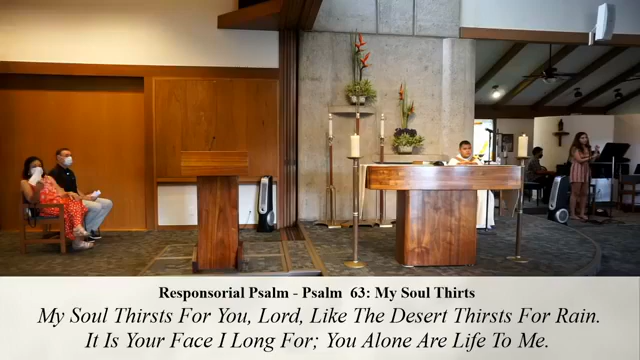 Responsorial Psalm - Psalm  63: My Soul Thirts
My Soul Thirsts For You, Lord, Like The Desert Thirsts For Rain.
It Is Your Face I Long For; You Alone Are Life To Me.